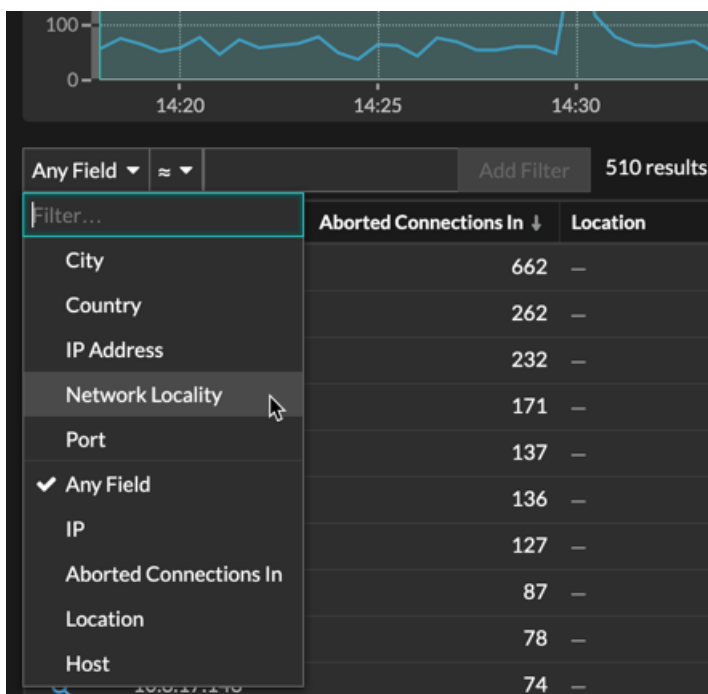 100
0
14:20 14:25 14:30
Any Field ≈ Add Filter 510 results
Filter...
Aborted Connections In ↓ Location
City
662 —
Country
262 —
IP Address
232 —
Network Locality
171 —
Port
137 —
✔ Any Field
136 —
IP
127 —
Aborted Connections In
87 —
Location
78 —
Host
74 —